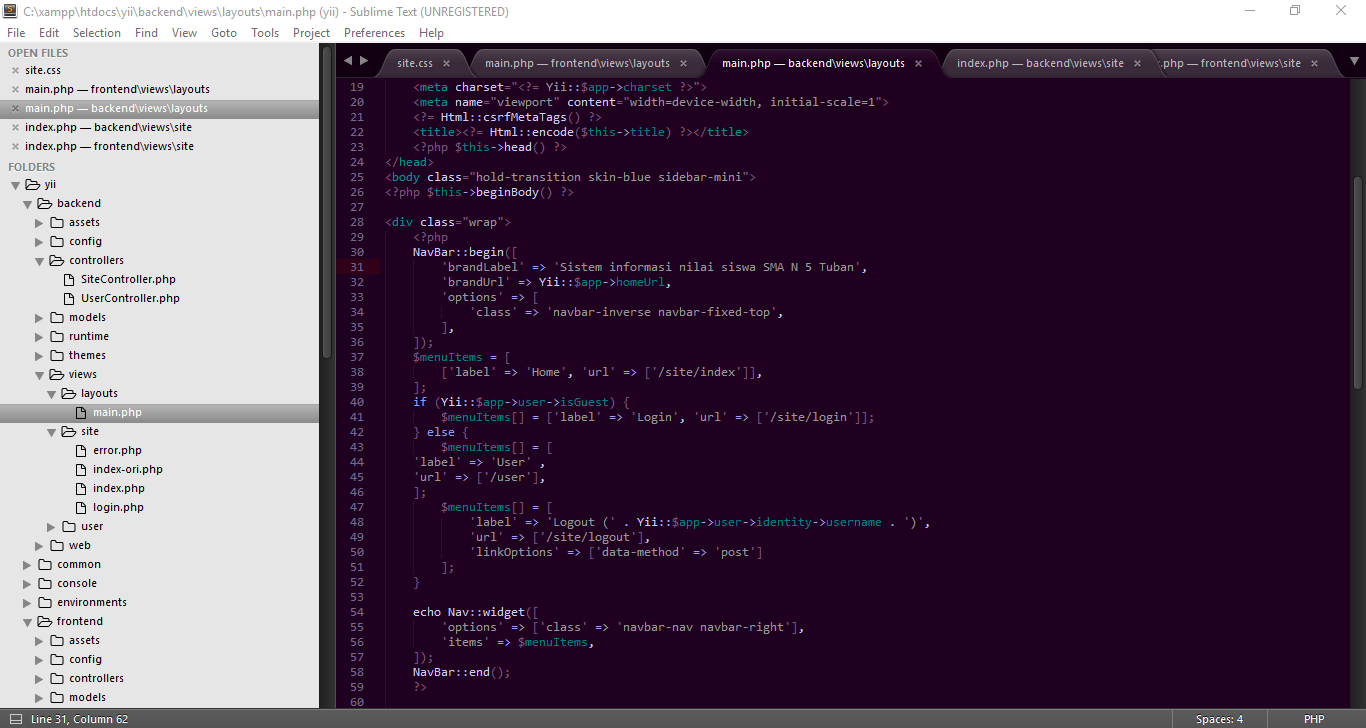 C:\xampp\htdocs\yii\backend\views\layouts\main.php (yii) - Sublime Text (UNREGISTERED)
File Edit Selection Find View Goto Tools Project Preferences Help
OPEN FILES
site.css
main.php — frontend\views\layouts
main.php — backend\views\layouts
index.php — backend\views\site
index.php — frontend\views\site
FOLDERS
yii
backend
assets
config
controllers
SiteController.php
UserController.php
models
runtime
themes
views
layouts
main.php
site
error.php
index-ori.php
index.php
login.php
user
web
common
console
environments
frontend
assets
config
controllers
models
site.css main.php — frontend\views\layouts main.php — backend\views\layouts index.php — backend\views\site .php — frontend\views\site
19 <meta charset="<?= Yii::$app->charset ?>">
20 <meta name="viewport" content="width=device-width, initial-scale=1">
21 <?= Html::csrfMetaTags() ?>
22 <title><?= Html::encode($this->title) ?></title>
23 <?php $this->head() ?>
24 </head>
25 <body class="hold-transition skin-blue sidebar-mini">
26 <?php $this->beginBody() ?>
27
28 <div class="wrap">
29 <?php
30 NavBar::begin([
31 'brandLabel' => 'Sistem informasi nilai siswa SMA N 5 Tuban',
32 'brandUrl' => Yii::$app->homeUrl,
33 'options' => [
34 'class' => 'navbar-inverse navbar-fixed-top',
35 ],
36 ]);
37 $menuItems = [
38 ['label' => 'Home', 'url' => ['/site/index']],
39 ];
40 if (Yii::$app->user->isGuest) {
41 $menuItems[] = ['label' => 'Login', 'url' => ['/site/login']];
42 } else {
43 $menuItems[] = [
44 'label' => 'User' ,
45 'url' => ['/user'],
46 ];
47 $menuItems[] = [
48 'label' => 'Logout (' . Yii::$app->user->identity->username . ')',
49 'url' => ['/site/logout'],
50 'linkOptions' => ['data-method' => 'post']
51 ];
52 }
53
54 echo Nav::widget([
55 'options' => ['class' => 'navbar-nav navbar-right'],
56 'items' => $menuItems,
57 ]);
58 NavBar::end();
59 ?>
60
Line 31, Column 62 Spaces: 4 PHP